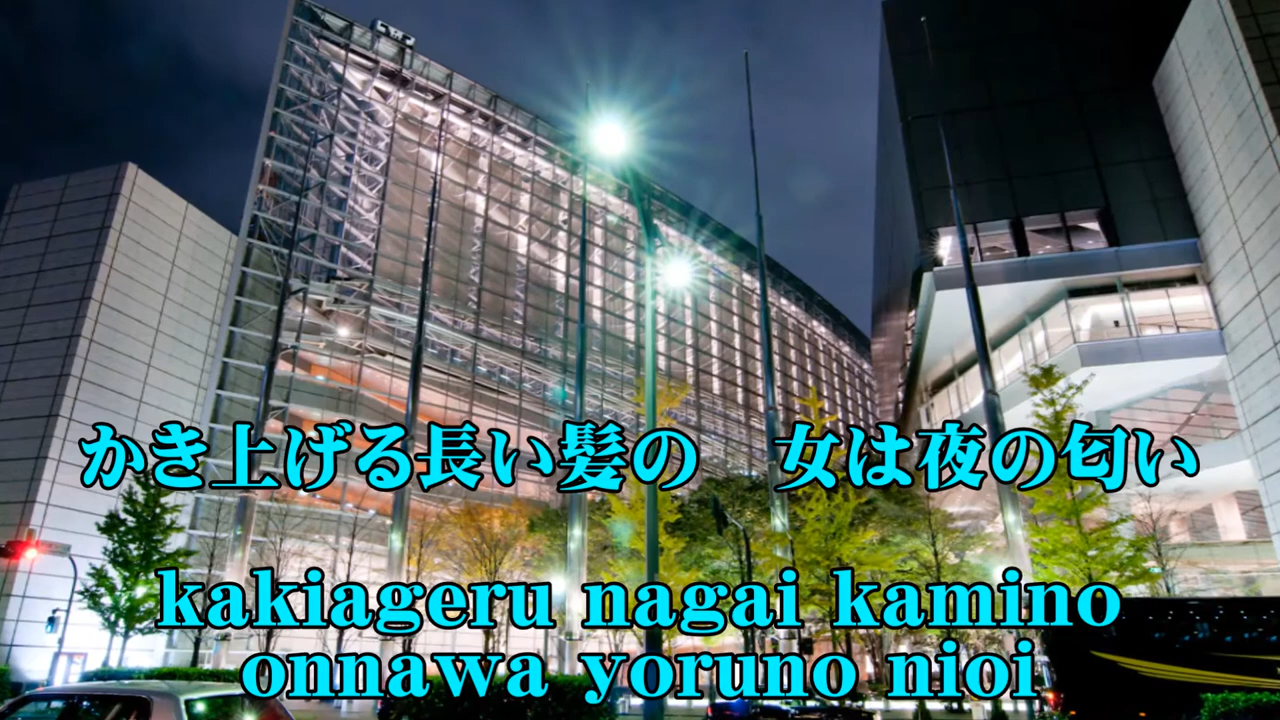 かき上げる長い髪の　女は夜の匂い
kakiageru nagai kamino
onnawa yoruno nioi